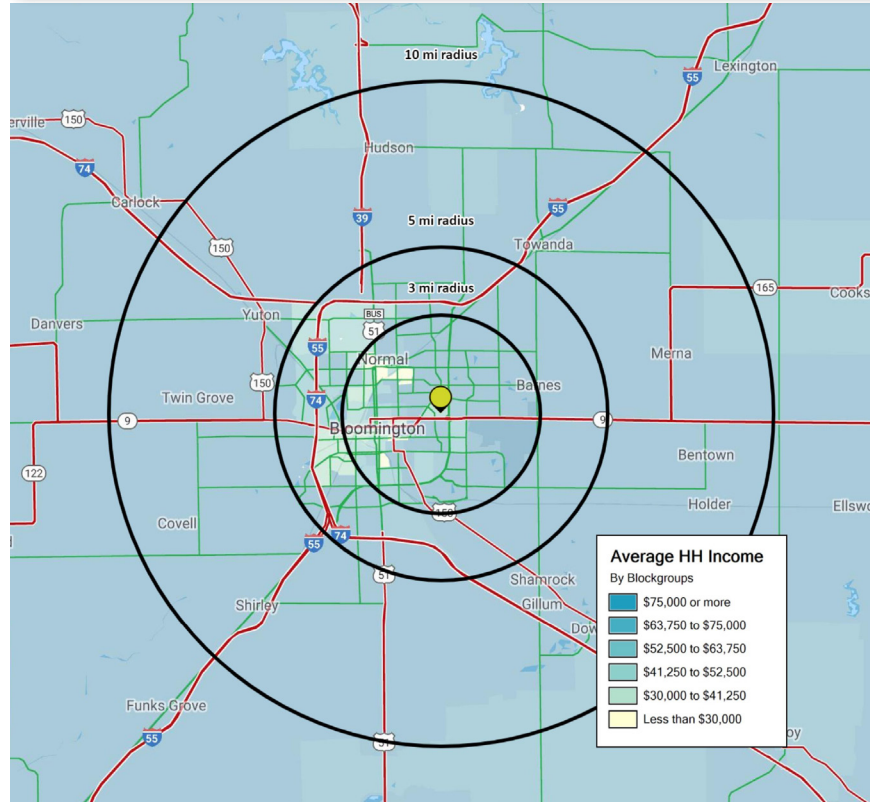 10 mi radius
Lexington
55
erville
150
Hudson
74
Carlock
39
55
5 mi radius
150
Towanda
3 mi radius
165
Cooks
Yuton
BUS
51
Danvers
55
Normal
Merna
150
Barnes
Twin Grove
74
9
Bloomington
9
Bentown
122
Holder
Ellswo
150
Covell
55
74
51
Shamrock
Gillum
Shirley
Dow
Funks Grove
55
51
oy
Average HH Income
By Blockgroups
$75,000 or more
$63,750 to $75,000
$52,500 to $63,750
$41,250 to $52,500
$30,000 to $41,250
Less than $30,000